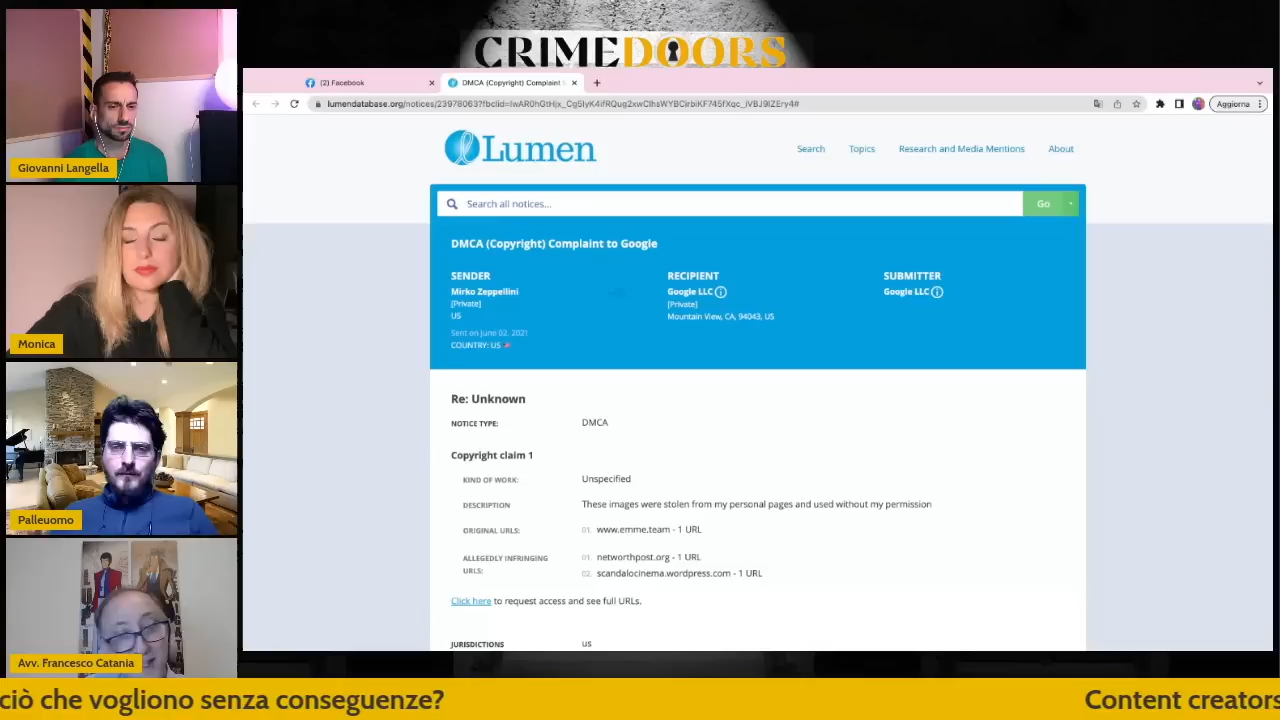 CRIMEDOORS
(2) Facebook
DMCA (Copyright) Complaint
Aggiorna
Lumen
Search
Topics
Research and Media Mentions
About
Search all notices...
Go
DMCA (Copyright) Complaint to Google
SENDER
RECIPIENT
SUBMITTER
Mirko Zeppellini
Google LLC
Google LLC
[Private]
[Private]
US
Mountain View, CA, 94043, US
Sent on June 02, 2021
COUNTRY: US
Re: Unknown
NOTICE TYPE:
DMCA
Copyright claim 1
KIND OF WORK:
Unspecified
DESCRIPTION
These images were stolen from my personal pages and used without my permission
ORIGINAL URLS:
01. www.emme.team - 1 URL
ALLEGEDLY INFRINGING
URLS:
01. networthpost.org - 1 URL
02. scandalocinema.wordpress.com - 1 URL
Click here to request access and see full URLs.
JURISDICTIONS
US
Giovanni Langella
Monica
Palleuomo
Avv. Francesco Catania
ciò che vogliono senza conseguenze?
Content creators